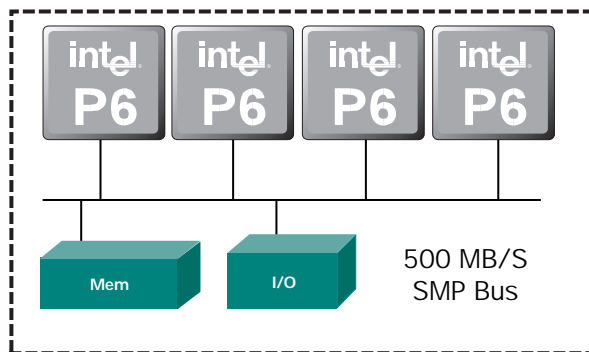 intel. intel. intel. intel.
P6 P6 P6 P6
Mem
I/O
500 MB/S
SMP Bus